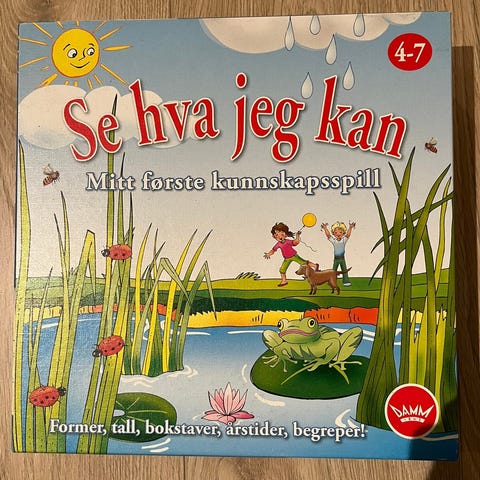 4-7
Se hva jeg kan
Mitt første kunnskapsspill
DAMM
Former, tall, bokstaver, årstider, begreper!